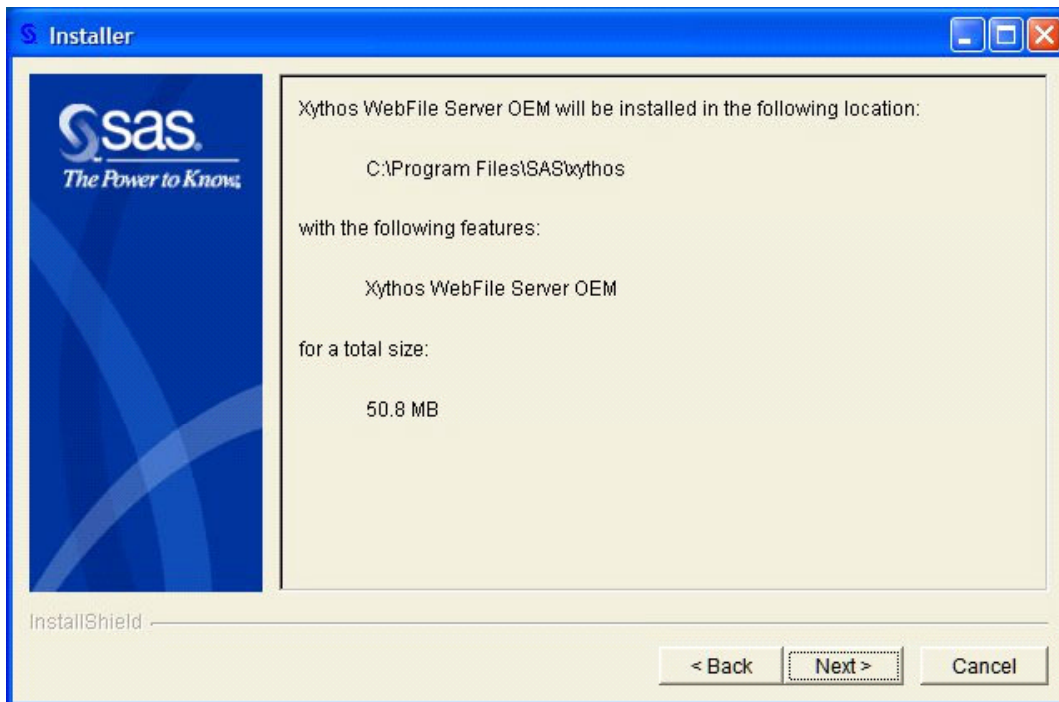 Installer
sas.
The Power to Know.
Xythos WebFile Server OEM will be installed in the following location:
C:\Program Files\SAS\xythos
with the following features:
Xythos WebFile Server OEM
for a total size:
50.8 MB
InstallShield
< Back
Next >
Cancel